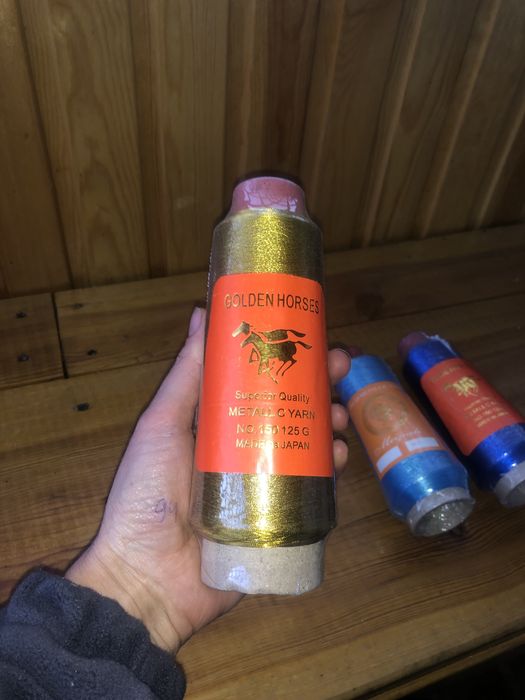 GOLDEN HORSES
Superior Quality
METALLIC YARN
NO. 150 125 G
MADE IN JAPAN